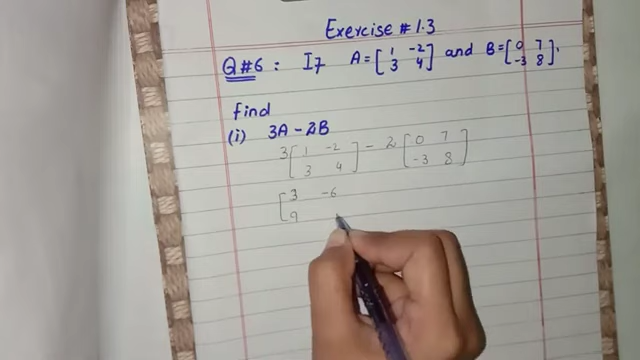 Exercise # 1.3
Q#6 : If A = [1 -2 3 4] and B = [0 7 -3 8].
find
(i) 3A - 2B
3 [1 -2 3 4] - 2 [0 7 -3 8]
[3 -6
9